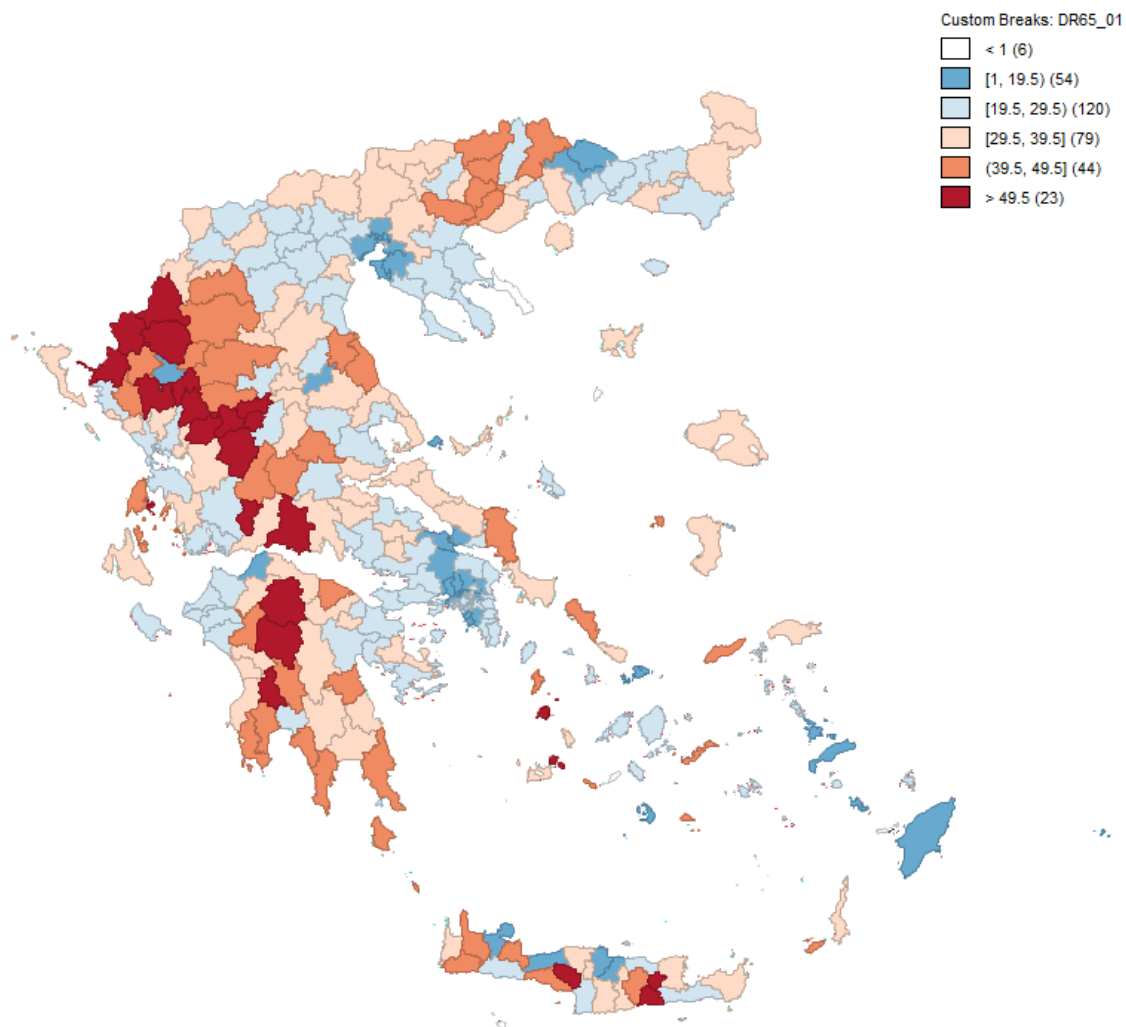 Custom Breaks: DR65_01
< 1 (6)
[1, 19.5) (54)
[19.5, 29.5) (120)
[29.5, 39.5] (79)
(39.5, 49.5] (44)
> 49.5 (23)